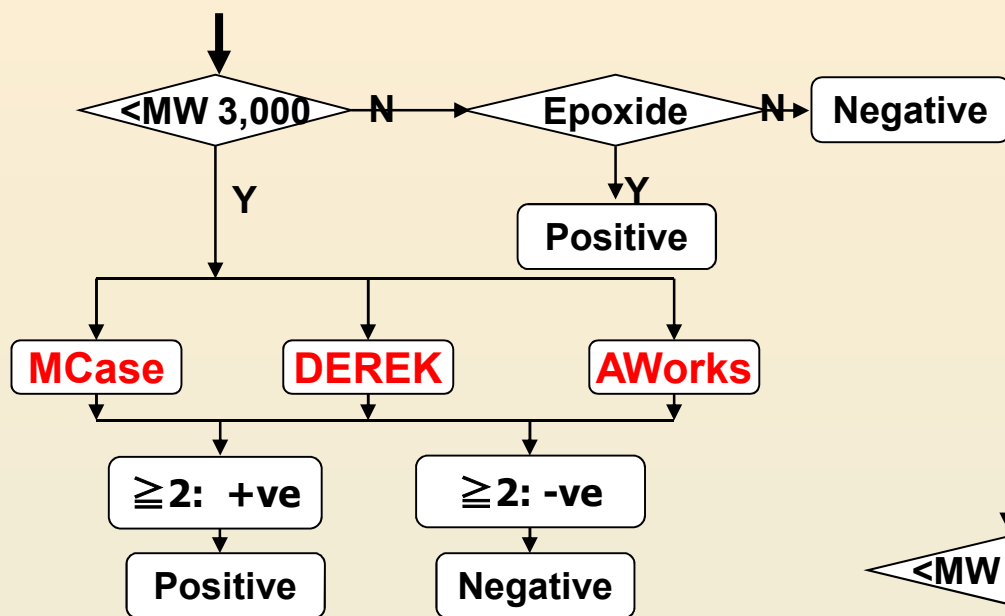 <MW 3,000
N
Epoxide
N
Negative
Y
Y
Positive
MCase
DEREK
AWorks
≧2: +ve
≧2: -ve
Positive
Negative
<MW